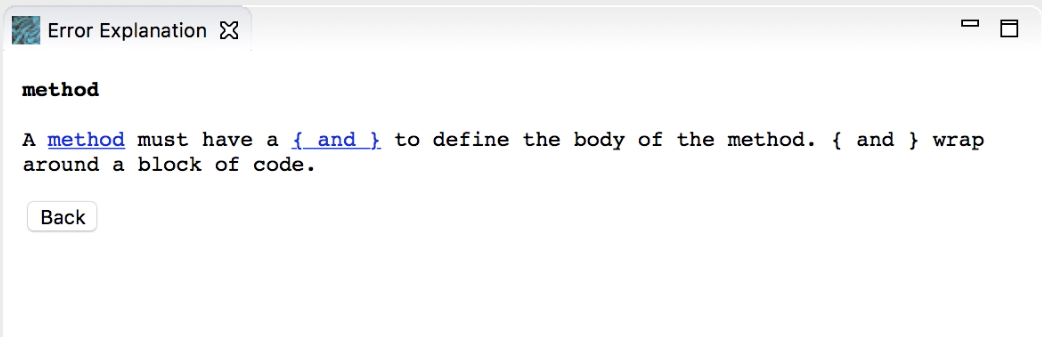 Error Explanation
method
A method must have a { and } to define the body of the method. { and } wrap
around a block of code.
Back